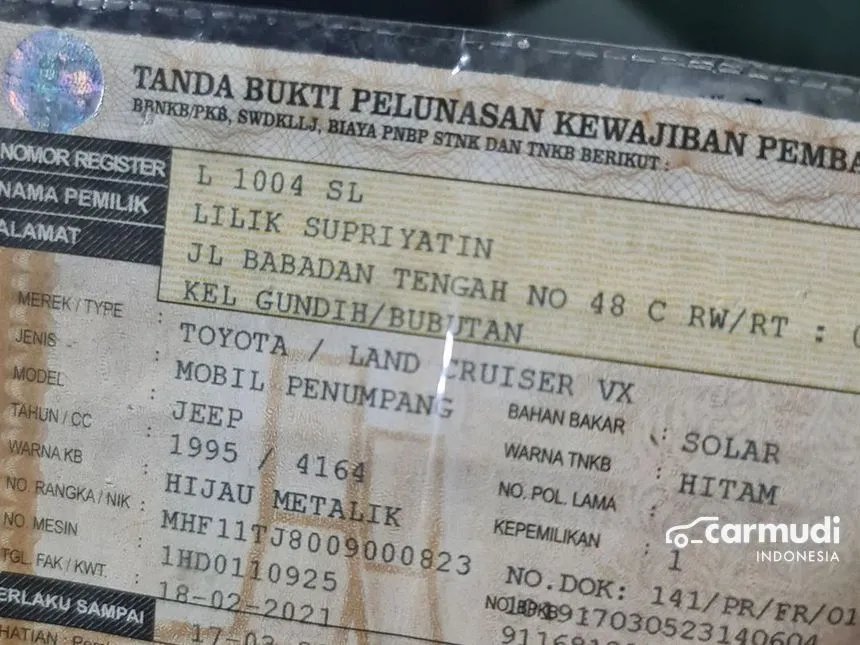 TANDA BUKTI PELUNASAN KEWAJIBAN PEMBA
BBNKB/PKB, SWDKLLJ, BIAYA PNBP STNK DAN TNKB BERIKUT :
NOMOR REGISTER L 1004 SL
NAMA PEMILIK LILIK SUPRIYATIN
ALAMAT JL BABADAN TENGAH NO 48 C RW/RT :
KEL GUNDIH/BUBUTAN
MEREK / TYPE : TOYOTA / LAND CRUISER VX
JENIS : MOBIL PENUMPANG
MODEL : JEEP
TAHUN / CC : 1995 / 4164
WARNA KB : HIJAU METALIK
NO. RANGKA / NIK : MHF11TJ8009000823
NO. MESIN : 1HD0110925
TGL. FAK / KWT. : 18-02-2021
BAHAN BAKAR : SOLAR
WARNA TNKB : HITAM
NO. POL. LAMA :
KEPEMILIKAN : 1
NO.DOK: 141/PR/FR/01
NO BPKB
ERLAKU SAMPAI
carmudi
INDONESIA